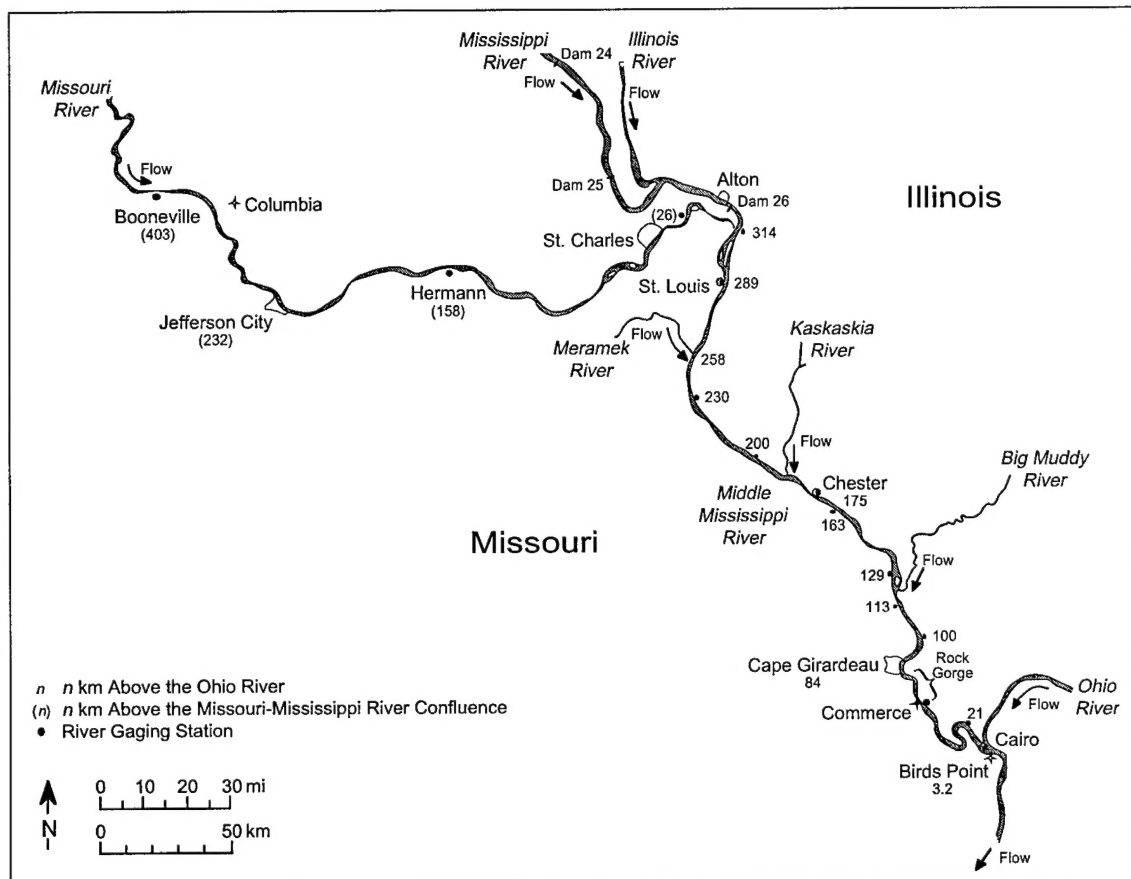 Mississippi
River
Dam 24
Illinois
River
Flow
Flow
Missouri
River
Flow
Booneville
(403)
Columbia
Dam 25
Alton
Dam 26
Illinois
(26)
St. Charles
314
St. Louis
289
Hermann
(158)
Jefferson City
(232)
Flow
Meramek
River
258
Kaskaskia
River
230
200
Flow
Big Muddy
River
Chester
175
163
Middle
Mississippi
River
Missouri
129
Flow
113
100
Cape Girardeau
84
Rock
Gorge
Ohio
River
Flow
Commerce
21
Cairo
Birds Point
3.2
Flow
n n km Above the Ohio River
(n) n km Above the Missouri-Mississippi River Confluence
River Gaging Station
N
0 10 20 30 mi
0 50 km